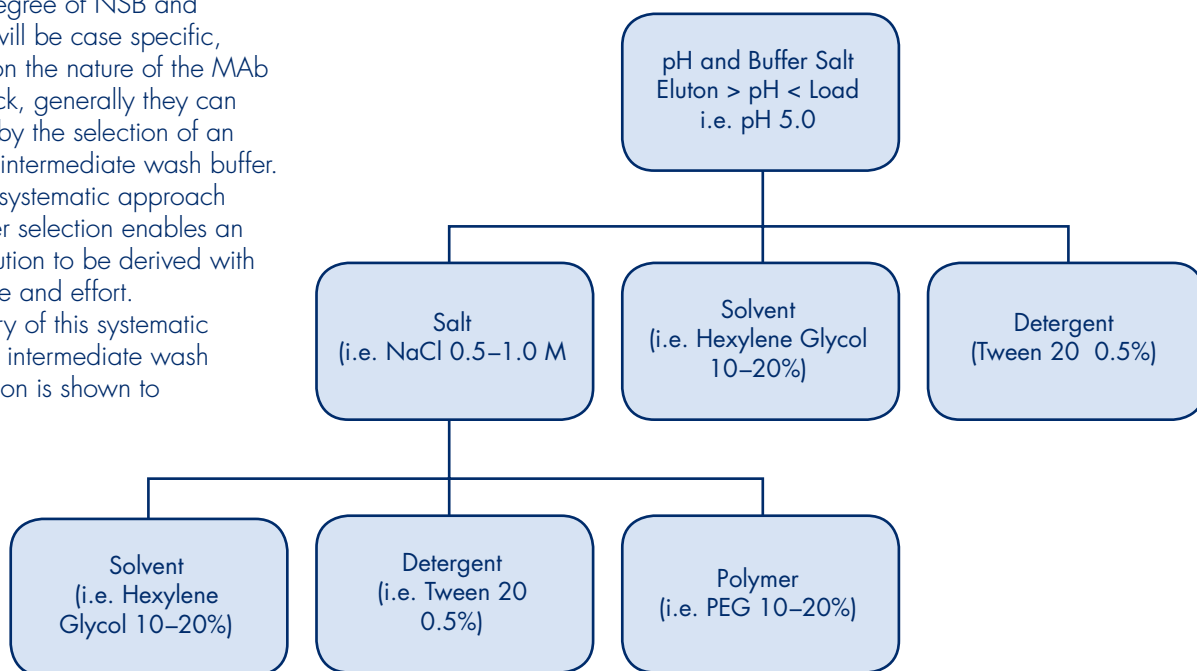 egree of NSB and
will be case specific,
on the nature of the MAb
ck, generally they can
by the selection of an
intermediate wash buffer.
systematic approach
er selection enables an
ution to be derived with
e and effort.
ry of this systematic
intermediate wash
on is shown to
pH and Buffer Salt
Eluton > pH < Load
i.e. pH 5.0
Salt
(i.e. NaCl 0.5–1.0 M
Solvent
(i.e. Hexylene Glycol
10–20%)
Detergent
(Tween 20 0.5%)
Solvent
(i.e. Hexylene
Glycol 10–20%)
Detergent
(i.e. Tween 20
0.5%)
Polymer
(i.e. PEG 10–20%)